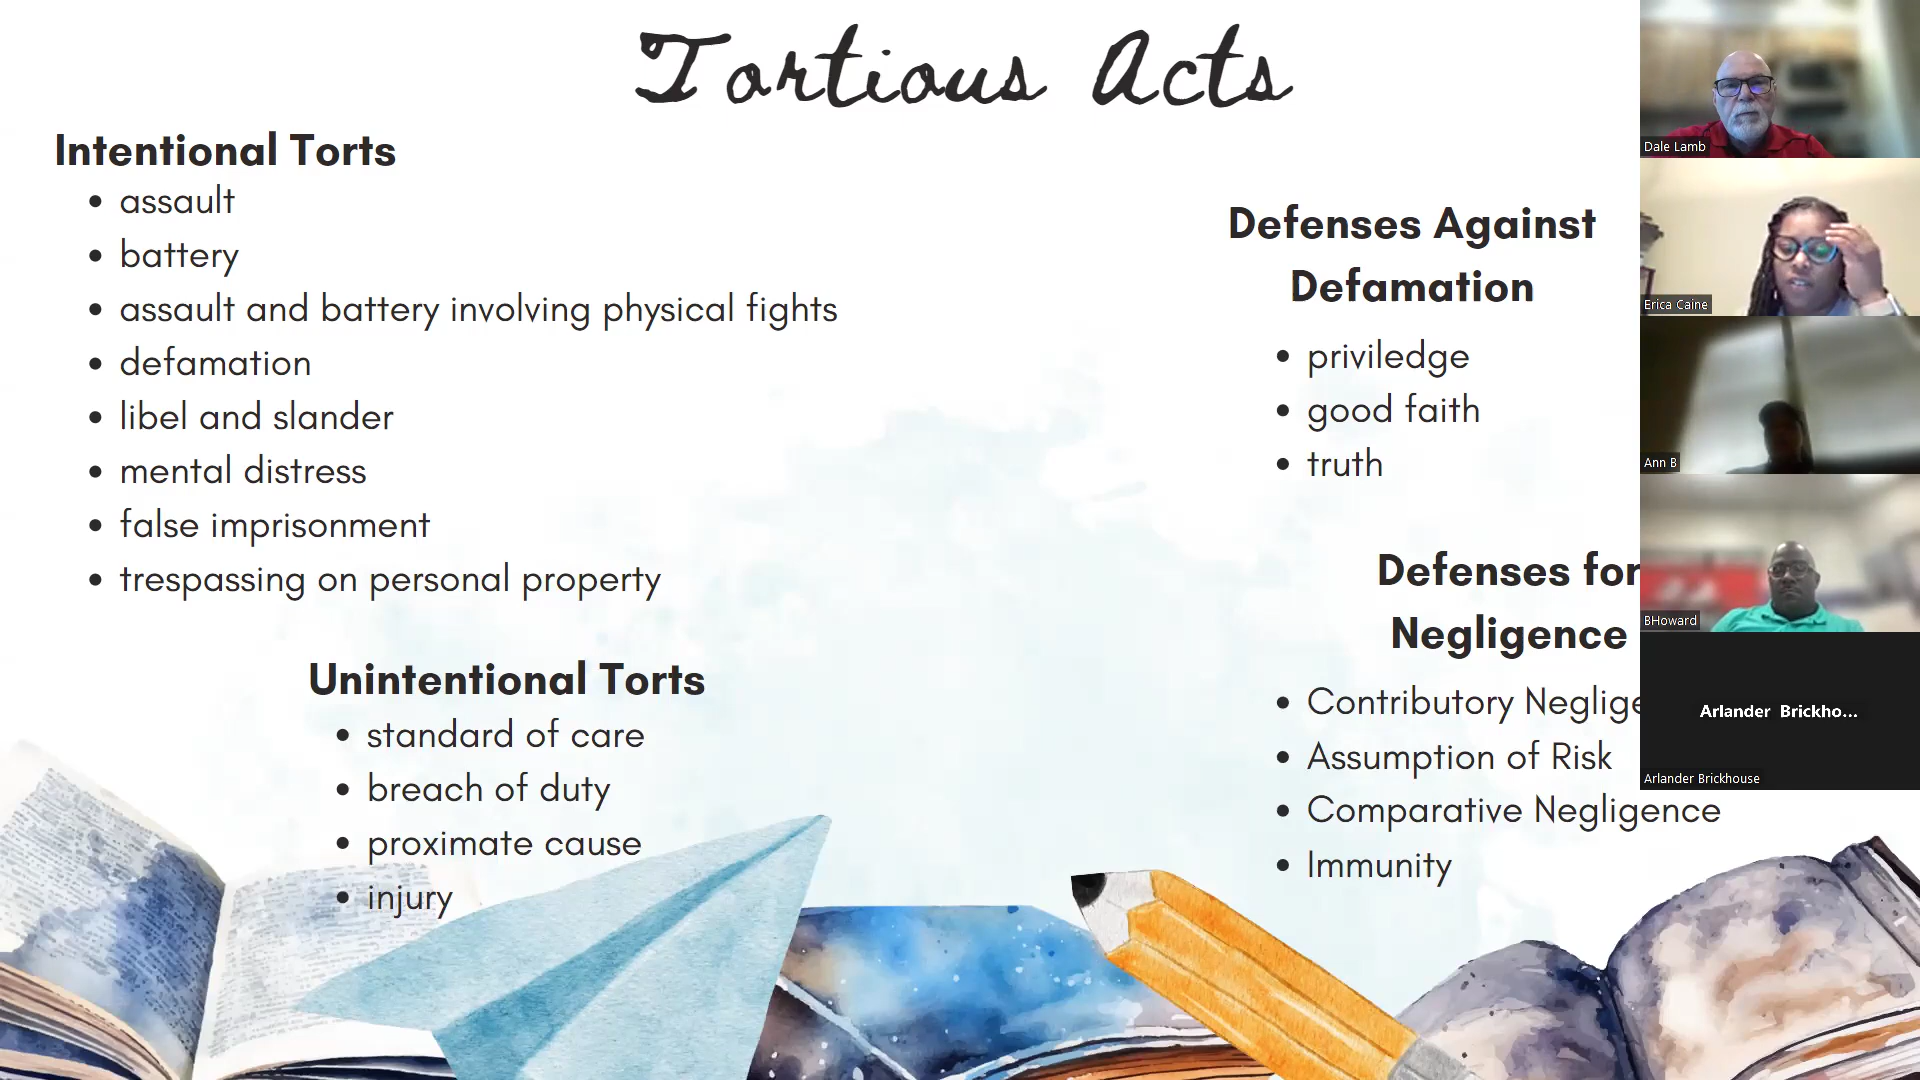 Tortious Acts
Intentional Torts
assault
battery
assault and battery involving physical fights
defamation
libel and slander
mental distress
false imprisonment
trespassing on personal property
Unintentional Torts
standard of care
breach of duty
proximate cause
injury
Defenses Against
Defamation
priviledge
good faith
truth
Defenses for
Negligence
Contributory
Assumption of Risk
Comparative Negligence
Immunity
Dale Lamb
Erica Caine
Ann B
BHoward
Arlander Brickho...
Arlander Brickhouse